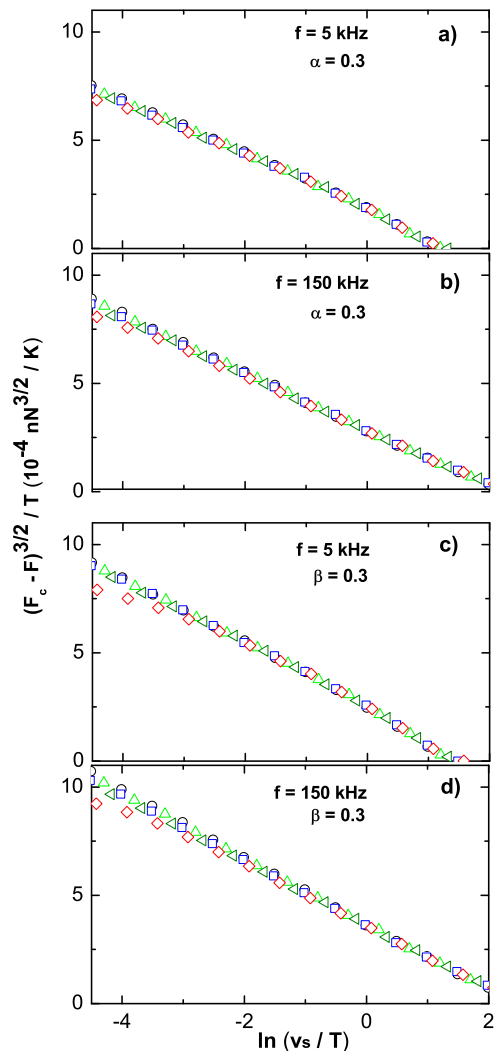 10
f = 5 kHz
a)
α = 0.3
5
0
10
f = 150 kHz
b)
α = 0.3
5
0
(F_c - F)^3/2 / T (10^-4 nN^3/2 / K)
10
f = 5 kHz
c)
β = 0.3
5
0
10
f = 150 kHz
d)
β = 0.3
5
0
-4 -2 0 2
ln (v_s / T)